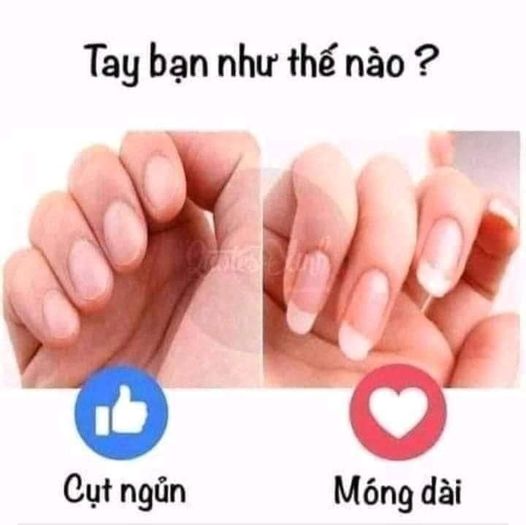 Tay bạn như thế nào ?
Cụt ngủn
Móng dài